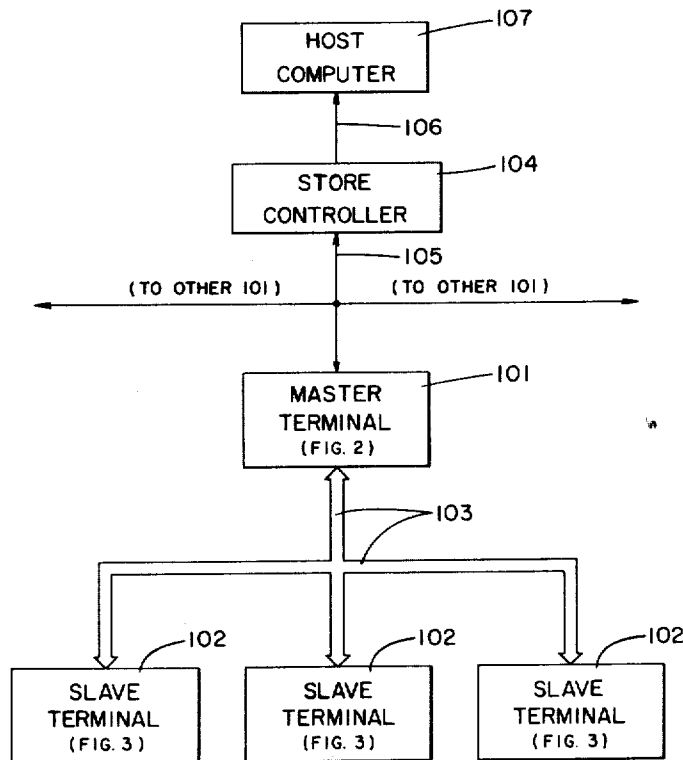 107
HOST
COMPUTER
106
104
STORE
CONTROLLER
105
(TO OTHER 101) (TO OTHER 101)
101
MASTER
TERMINAL
(FIG. 2)
103
102 102 102
SLAVE SLAVE SLAVE
TERMINAL TERMINAL TERMINAL
(FIG. 3) (FIG. 3) (FIG. 3)